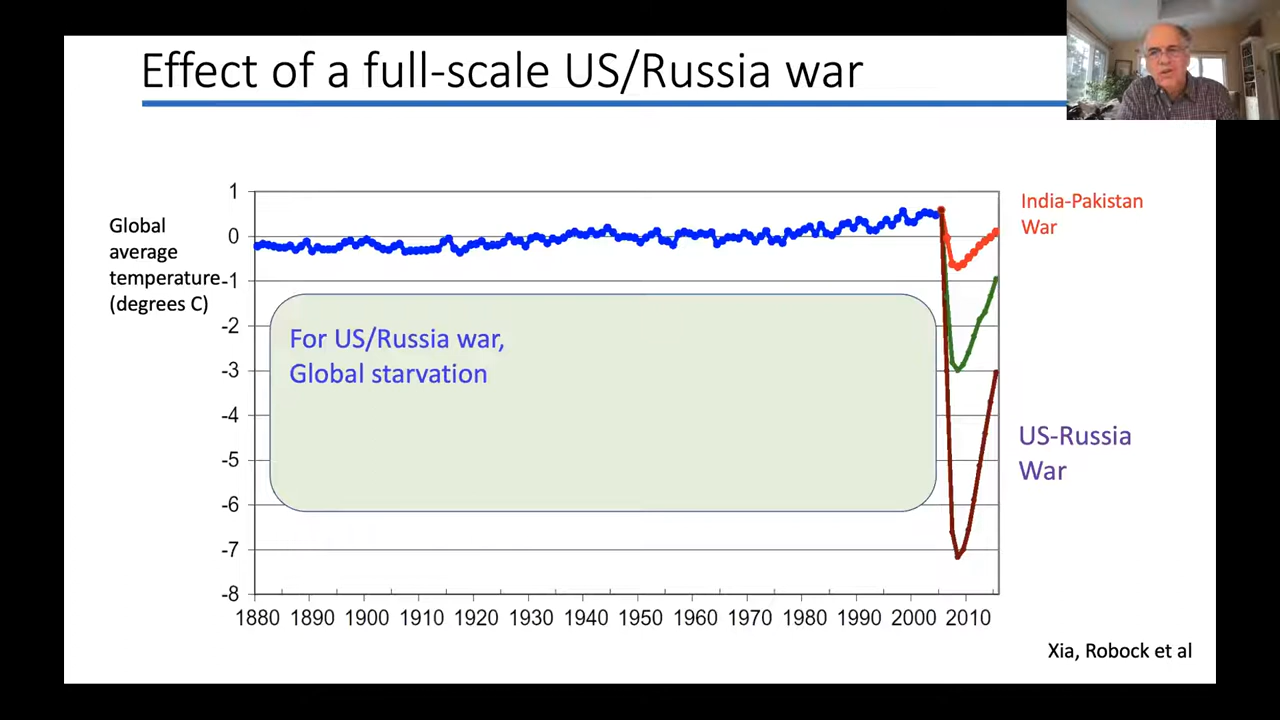 Effect of a full-scale US/Russia war
Global
average
temperature
(degrees C)
1
0
-1
-2
-3
-4
-5
-6
-7
-8
For US/Russia war,
Global starvation
India-Pakistan
War
US-Russia
War
1880 1890 1900 1910 1920 1930 1940 1950 1960 1970 1980 1990 2000 2010
Xia, Robock et al